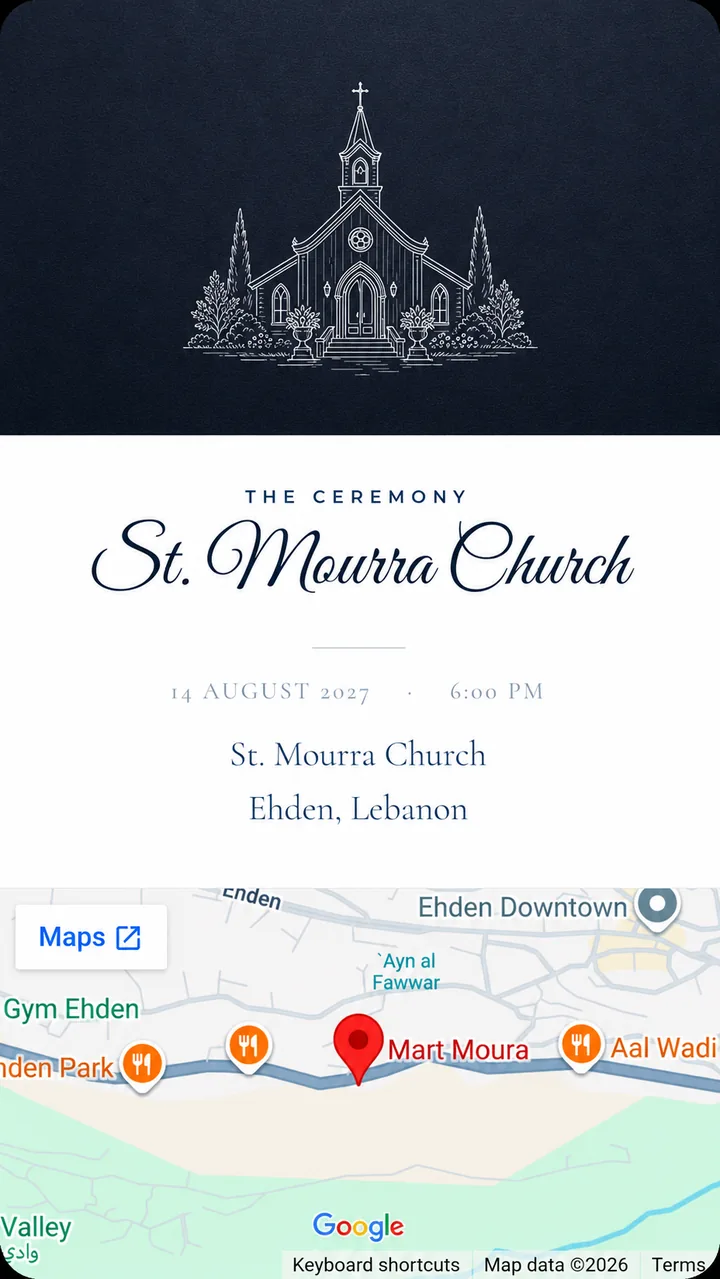 THE CEREMONY
St. Mourra Church
14 AUGUST 2027 · 6:00 PM
St. Mourra Church
Ehden, Lebanon
Ehden
Ehden Downtown
Maps
`Ayn al
Fawwar
Gym Ehden
Mart Moura
Aal Wadi
nden Park
Valley
وادي
Google
Keyboard shortcuts
Map data ©2026
Terms